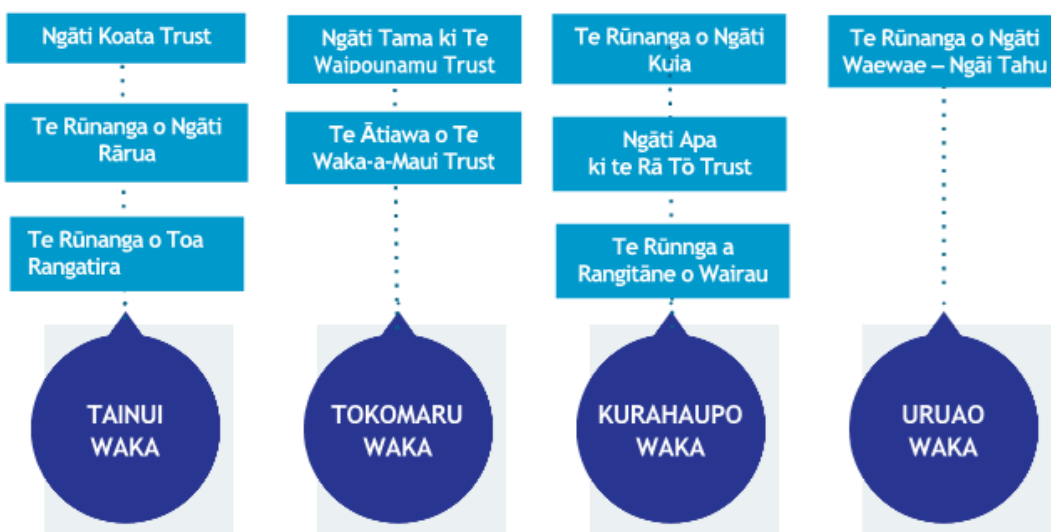 Ngāti Koata Trust
Te Rūnanga o Ngāti
Rārua
Te Rūnanga o Toa
Rangatira
TAINUI
WAKA
Ngāti Tama ki Te
Waipounamu Trust
Te Ātiawa o Te
Waka-a-Maui Trust
TOKOMARU
WAKA
Te Rūnanga o Ngāti
Kuia
Ngāti Apa
ki te Rā Tō Trust
Te Rūnnga a
Rangitāne o Wairau
KURAHAUPO
WAKA
Te Rūnanga o Ngāti
Waewae – Ngāi Tahu
URUAO
WAKA